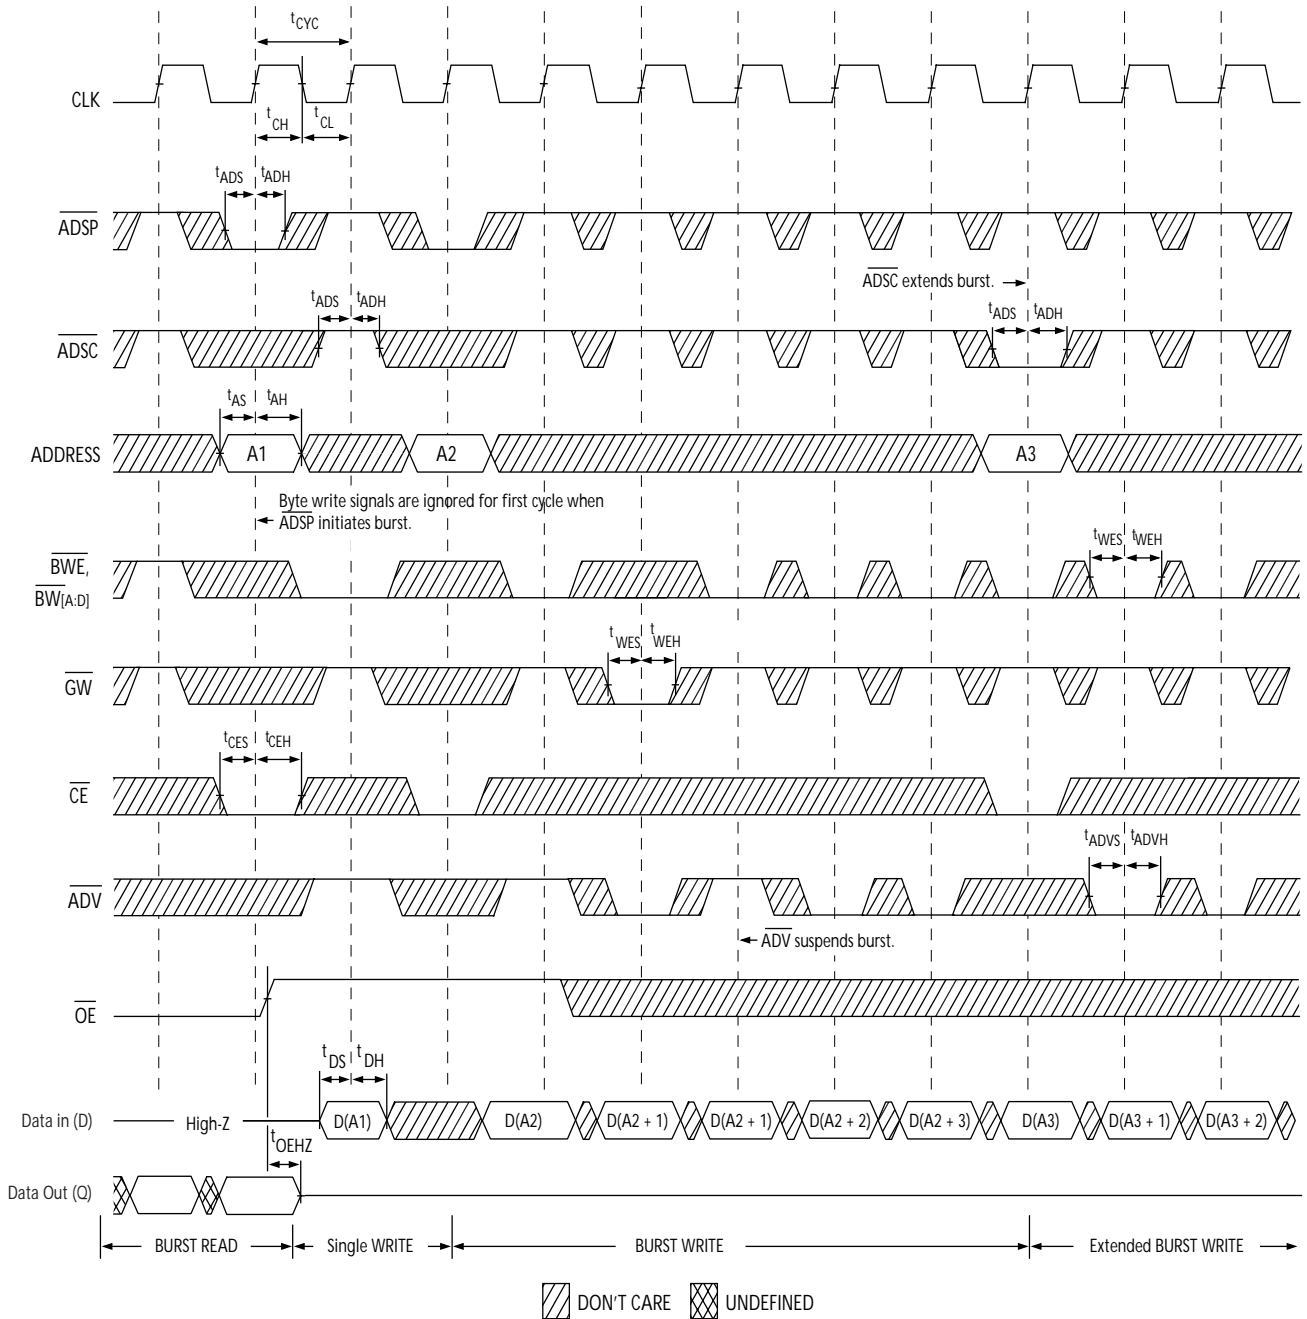 tCYC
CLK
tCH
tCL
tADS
tADH
ADSP
ADSC extends burst.
tADS
tADH
tADS
tADH
ADSC
tAS
tAH
ADDRESS
A1
A2
A3
Byte write signals are ignored for first cycle when
ADSP initiates burst.
BWE,
BW[A:D]
tWES
tWEH
tWES
tWEH
GW
tCES
tCEH
CE
tADVS
tADVH
ADV
ADV suspends burst.
OE
tDS
tDH
Data in (D)
High-Z
D(A1)
D(A2)
D(A2 + 1)
D(A2 + 1)
D(A2 + 2)
D(A2 + 3)
D(A3)
D(A3 + 1)
D(A3 + 2)
tOEHZ
Data Out (Q)
BURST READ
Single WRITE
BURST WRITE
Extended BURST WRITE
DON'T CARE
UNDEFINED